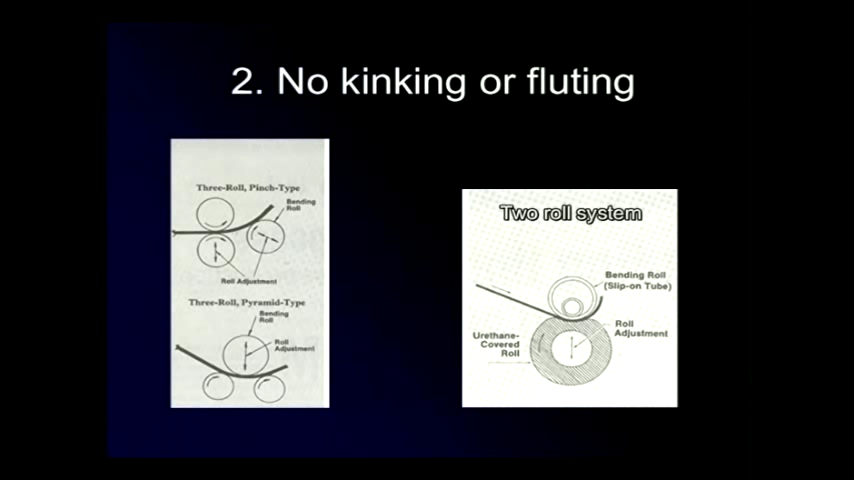 2. No kinking or fluting
Three-Roll, Pinch-Type
Bending
Roll
Roll Adjustment
Three-Roll, Pyramid-Type
Bending
Roll
Roll
Adjustment
Two roll system
Bending Roll
(Slip-on Tube)
Roll
Adjustment
Urethane-
Covered
Roll